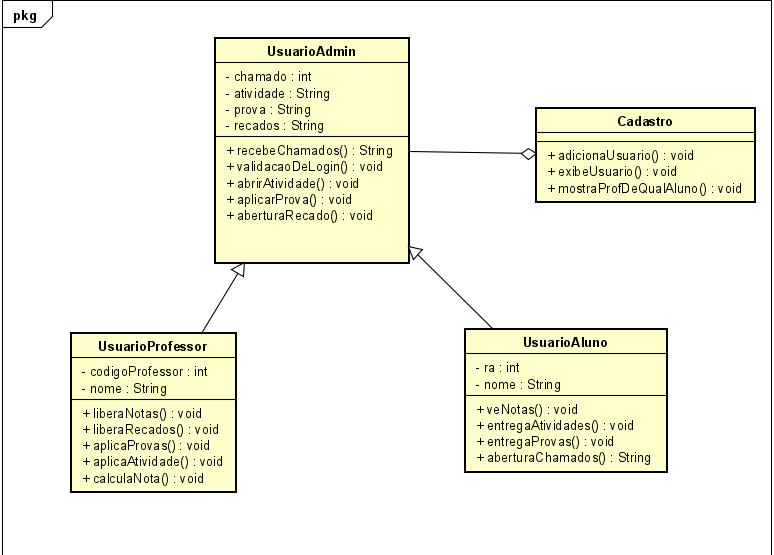 pkg
UsuarioAdmin
- chamado : int
- atividade : String
- prova : String
- recados : String
+ recebeChamados() : String
+ validacaoDeLogin() : void
+ abrirAtividade() : void
+ aplicarProva() : void
+ aberturaRecado() : void
Cadastro
+ adicionaUsuario() : void
+ exibeUsuario() : void
+ mostraProfDeQualAluno() : void
UsuarioProfessor
- codigoProfessor : int
- nome : String
+ liberaNotas() : void
+ liberaRecados() : void
+ aplicaProvas() : void
+ aplicaAtividade() : void
+ calculaNota() : void
UsuarioAluno
- ra : int
- nome : String
+ veNotas() : void
+ entregaAtividades() : void
+ entregaProvas() : void
+ aberturaChamados() : String